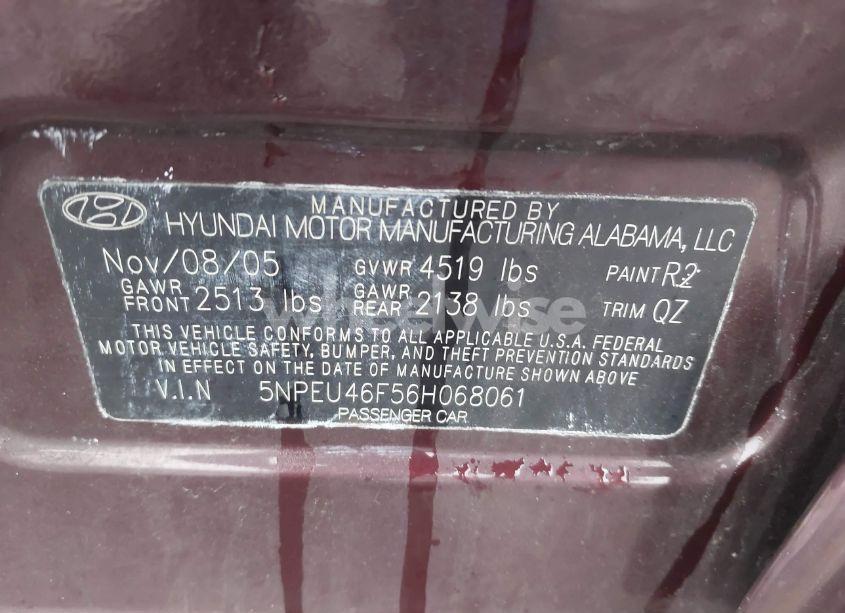 MANUFACTURED BY
HYUNDAI MOTOR MANUFACTURING ALABAMA, LLC
Nov/08/05 GVWR 4519 lbs PAINT R2
GAWR FRONT 2513 lbs GAWR REAR 2138 lbs TRIM QZ
wheelwise
THIS VEHICLE CONFORMS TO ALL APPLICABLE U.S.A. FEDERAL
MOTOR VEHICLE SAFETY, BUMPER, AND THEFT PREVENTION STANDARDS
IN EFFECT ON THE DATE OF MANUFACTURE SHOWN ABOVE.
V.I.N 5NPEU46F56H068061
PASSENGER CAR